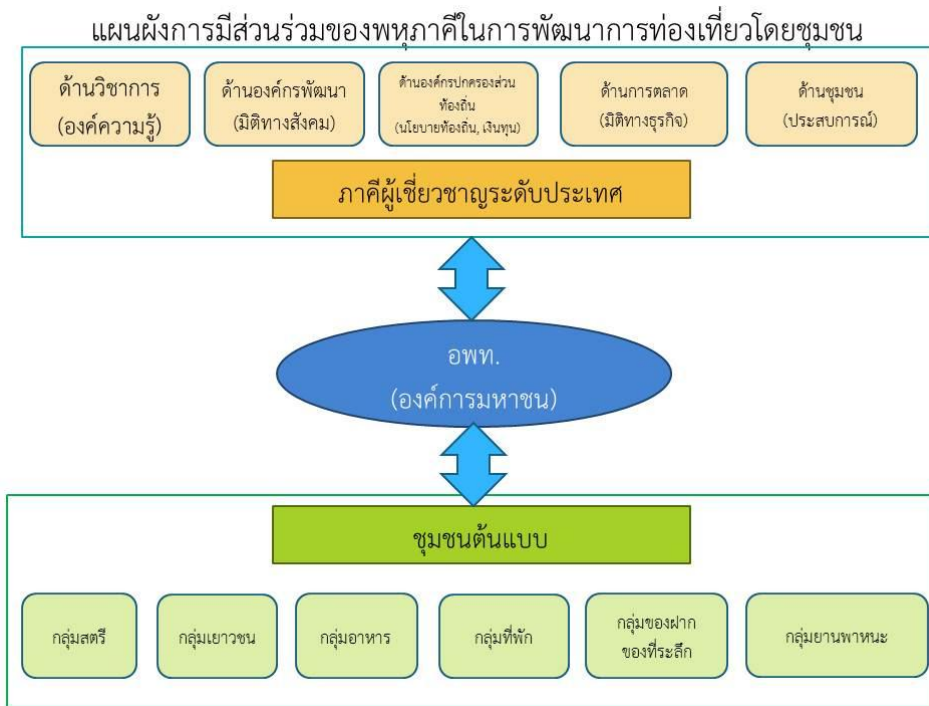 แผนผังการมีส่วนร่วมของพหุภาคีในการพัฒนาการท่องเที่ยวโดยชุมชน
ด้านวิชาการ
(องค์ความรู้)
ด้านองค์กรพัฒนา
(มิติทางสังคม)
ด้านองค์กรปกครองส่วน
ท้องถิ่น
(นโยบายท้องถิ่น, เงินทุน)
ด้านการตลาด
(มิติทางธุรกิจ)
ด้านชุมชน
(ประสบการณ์)
ภาคีผู้เชี่ยวชาญระดับประเทศ
อพท.
(องค์การมหาชน)
ชุมชนต้นแบบ
กลุ่มสตรี
กลุ่มเยาวชน
กลุ่มอาหาร
กลุ่มที่พัก
กลุ่มของฝาก
ของที่ระลึก
กลุ่มยานพาหนะ